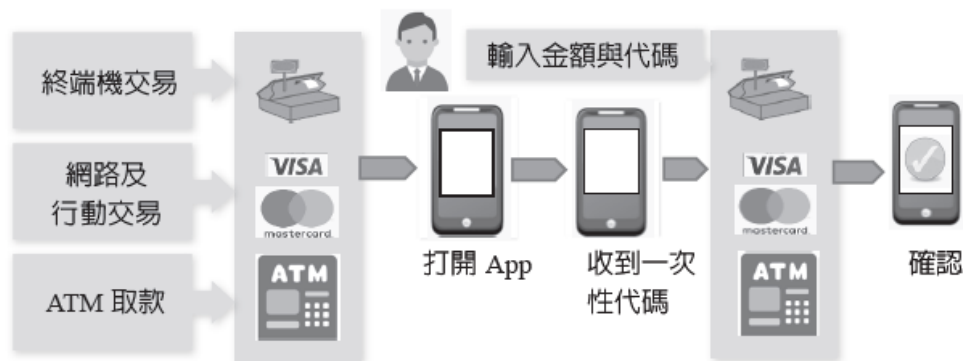 輸入金額與代碼
終端機交易
網路及
行動交易
ATM 取款
VISA
mastercard
ATM
打開 App
收到一次
性代碼
VISA
mastercard
ATM
確認